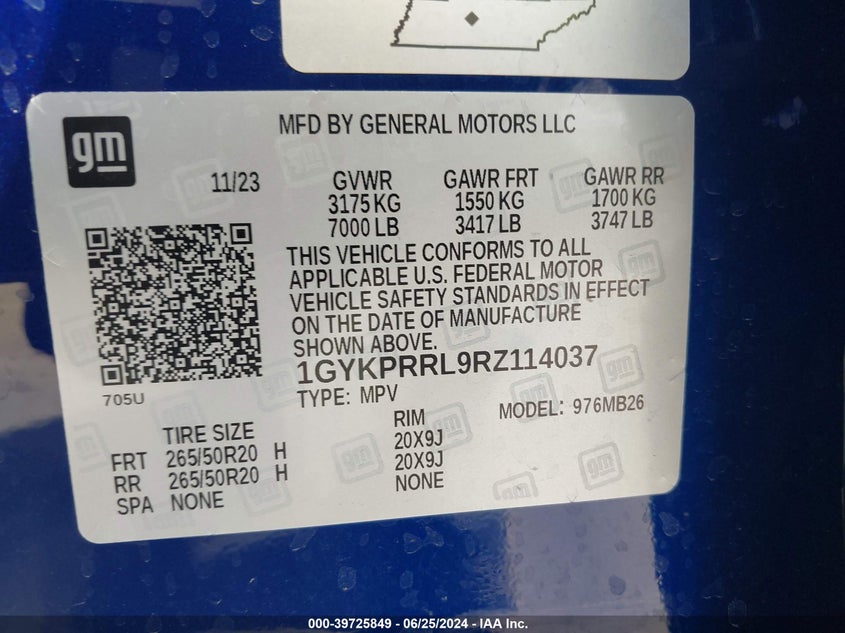 gm
MFD BY GENERAL MOTORS LLC
11/23
GVWR GAWR FRT GAWR RR
3175 KG 1550 KG 1700 KG
7000 LB 3417 LB 3747 LB
THIS VEHICLE CONFORMS TO ALL
APPLICABLE U.S. FEDERAL MOTOR
VEHICLE SAFETY STANDARDS IN EFFECT
ON THE DATE OF MANUFACTURE
SHOWN ABOVE.
1GYKPRRL9RZ114037
705U
TYPE: MPV MODEL: 976MB26
TIRE SIZE RIM
FRT 265/50R20 H 20X9J
RR 265/50R20 H 20X9J
SPA NONE NONE
000-39725849 - 06/25/2024 - IAA Inc.